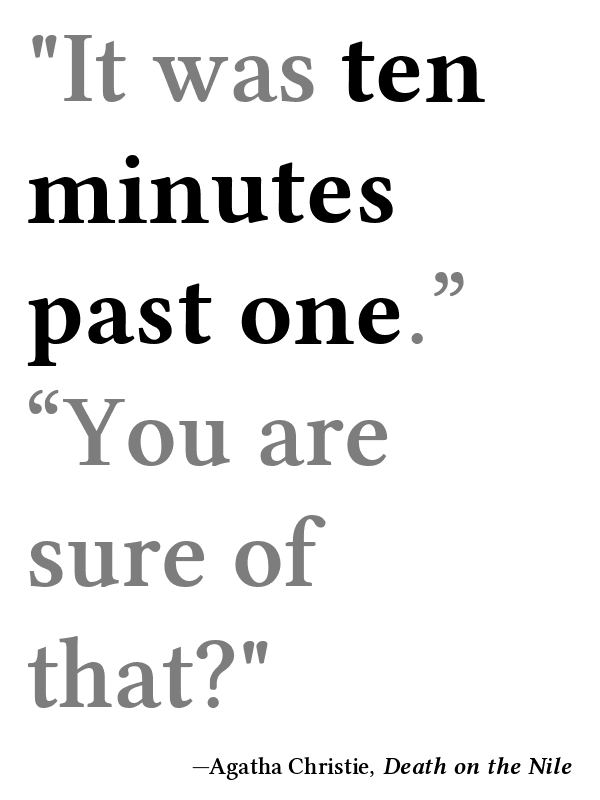 "It was ten
minutes
past one.”
“You are
sure of
that?"
—Agatha Christie, Death on the Nile